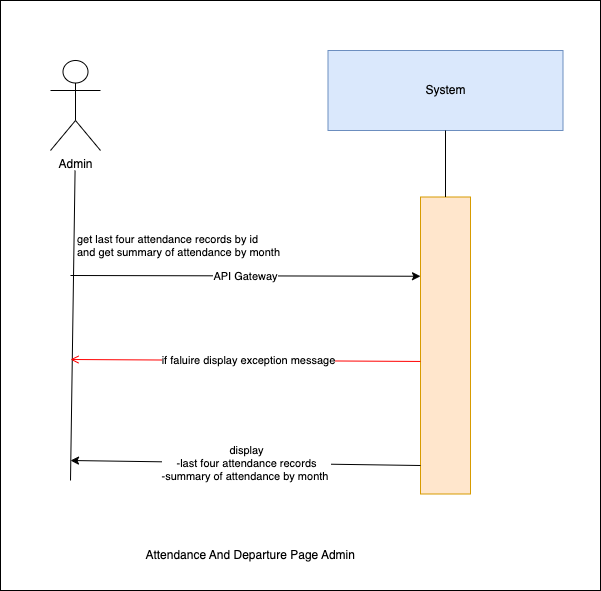 System
Admin
get last four attendance records by id
and get summary of attendance by month
API Gateway
if faluire display exception message
display
-last four attendance records
-summary of attendance by month
Attendance And Departure Page Admin